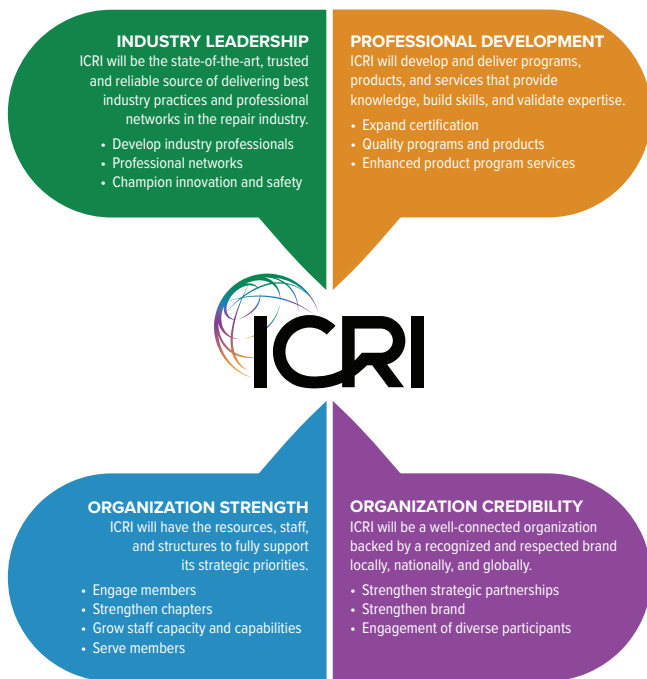 INDUSTRY LEADERSHIP
ICRI will be the state-of-the-art, trusted
and reliable source of delivering best
industry practices and professional
networks in the repair industry.
• Develop industry professionals
• Professional networks
• Champion innovation and safety
PROFESSIONAL DEVELOPMENT
ICRI will develop and deliver programs,
products, and services that provide
knowledge, build skills, and validate expertise.
• Expand certification
• Quality programs and products
• Enhanced product program services
ICRI
ORGANIZATION STRENGTH
ICRI will have the resources, staff,
and structures to fully support
its strategic priorities.
• Engage members
• Strengthen chapters
• Grow staff capacity and capabilities
• Serve members
ORGANIZATION CREDIBILITY
ICRI will be a well-connected organization
backed by a recognized and respected brand
locally, nationally, and globally.
• Strengthen strategic partnerships
• Strengthen brand
• Engagement of diverse participants